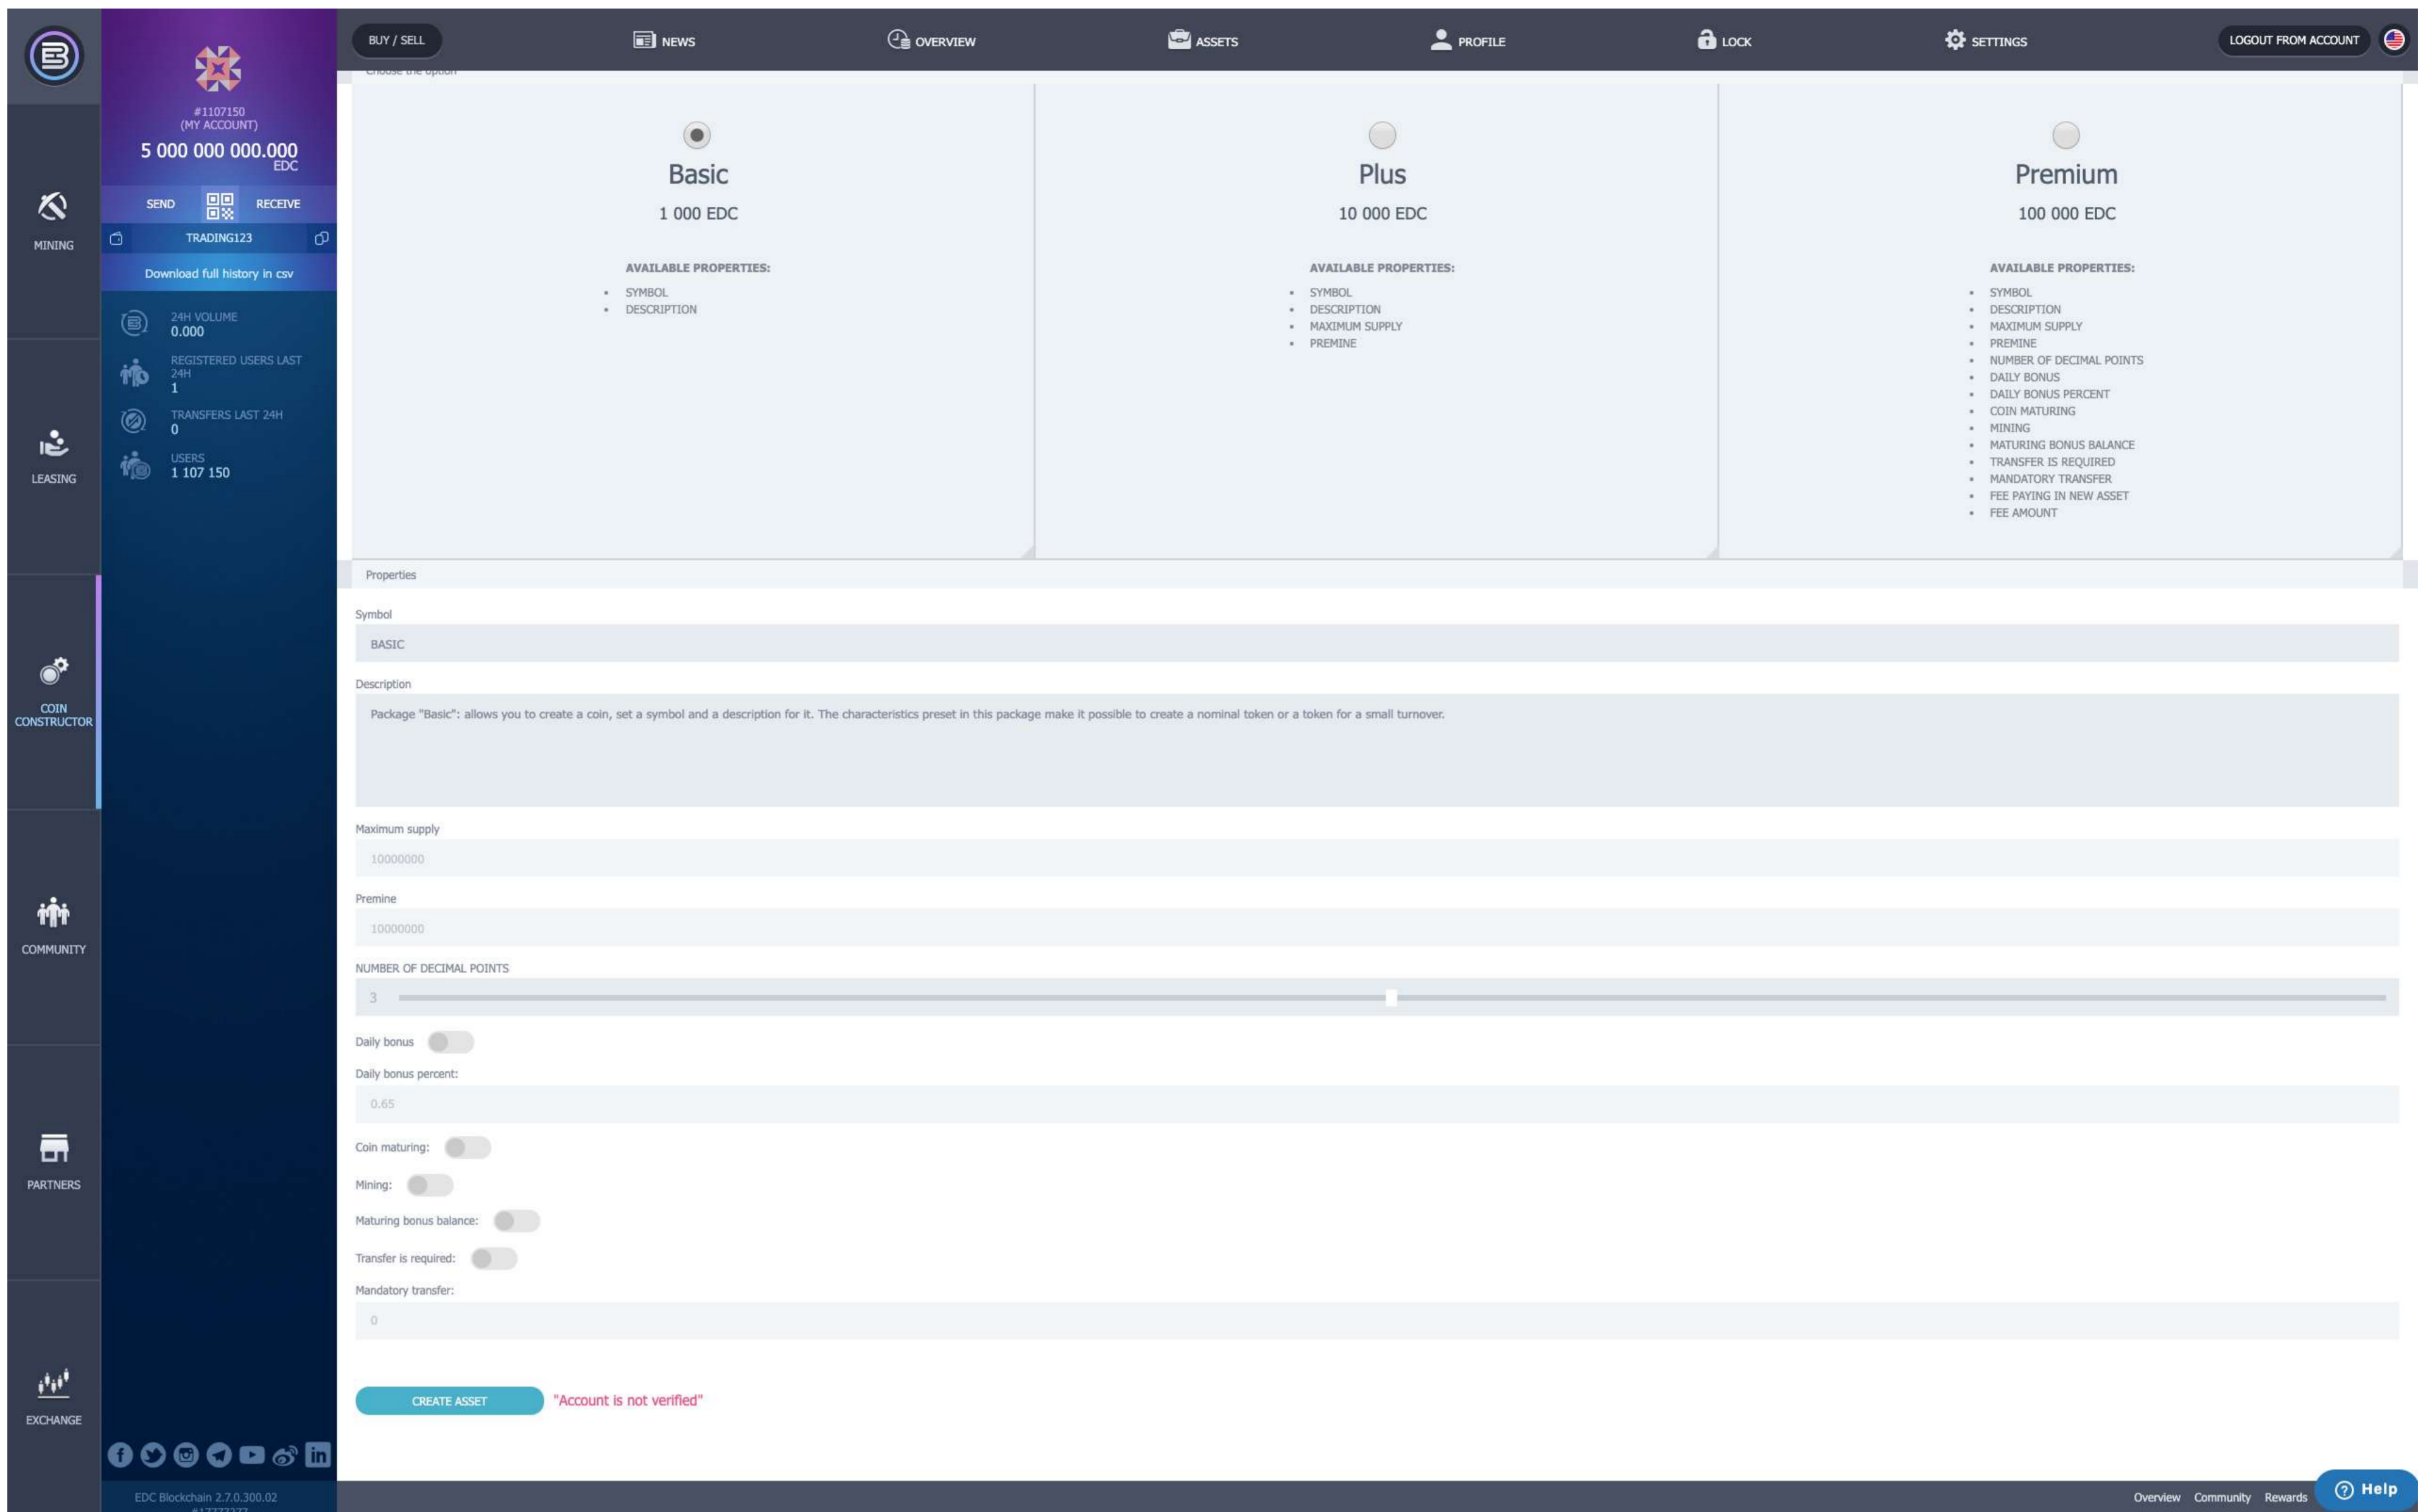 BUY / SELL
NEWS
OVERVIEW
ASSETS
PROFILE
LOCK
SETTINGS
LOGOUT FROM ACCOUNT
MINING
LEASING
COIN
CONSTRUCTOR
COMMUNITY
PARTNERS
EXCHANGE
#1107150
(MY ACCOUNT)
5 000 000 000.000
EDC
SEND
RECEIVE
TRADING123
Download full history in csv
24H VOLUME
0.000
REGISTERED USERS LAST
24H
1
TRANSFERS LAST 24H
0
USERS
1 107 150
EDC Blockchain 2.7.0.300.02
Choose the option
Basic
1 000 EDC
AVAILABLE PROPERTIES:
SYMBOL
DESCRIPTION
Plus
10 000 EDC
AVAILABLE PROPERTIES:
SYMBOL
DESCRIPTION
MAXIMUM SUPPLY
PREMINE
Premium
100 000 EDC
AVAILABLE PROPERTIES:
SYMBOL
DESCRIPTION
MAXIMUM SUPPLY
PREMINE
NUMBER OF DECIMAL POINTS
DAILY BONUS
DAILY BONUS PERCENT
COIN MATURING
MINING
MATURING BONUS BALANCE
TRANSFER IS REQUIRED
MANDATORY TRANSFER
FEE PAYING IN NEW ASSET
FEE AMOUNT
Properties
Symbol
BASIC
Description
Package "Basic": allows you to create a coin, set a symbol and a description for it. The characteristics preset in this package make it possible to create a nominal token or a token for a small turnover.
Maximum supply
10000000
Premine
10000000
NUMBER OF DECIMAL POINTS
3
Daily bonus
Daily bonus percent:
0.65
Coin maturing:
Mining:
Maturing bonus balance:
Transfer is required:
Mandatory transfer:
0
CREATE ASSET
"Account is not verified"
Overview
Community
Rewards
Help